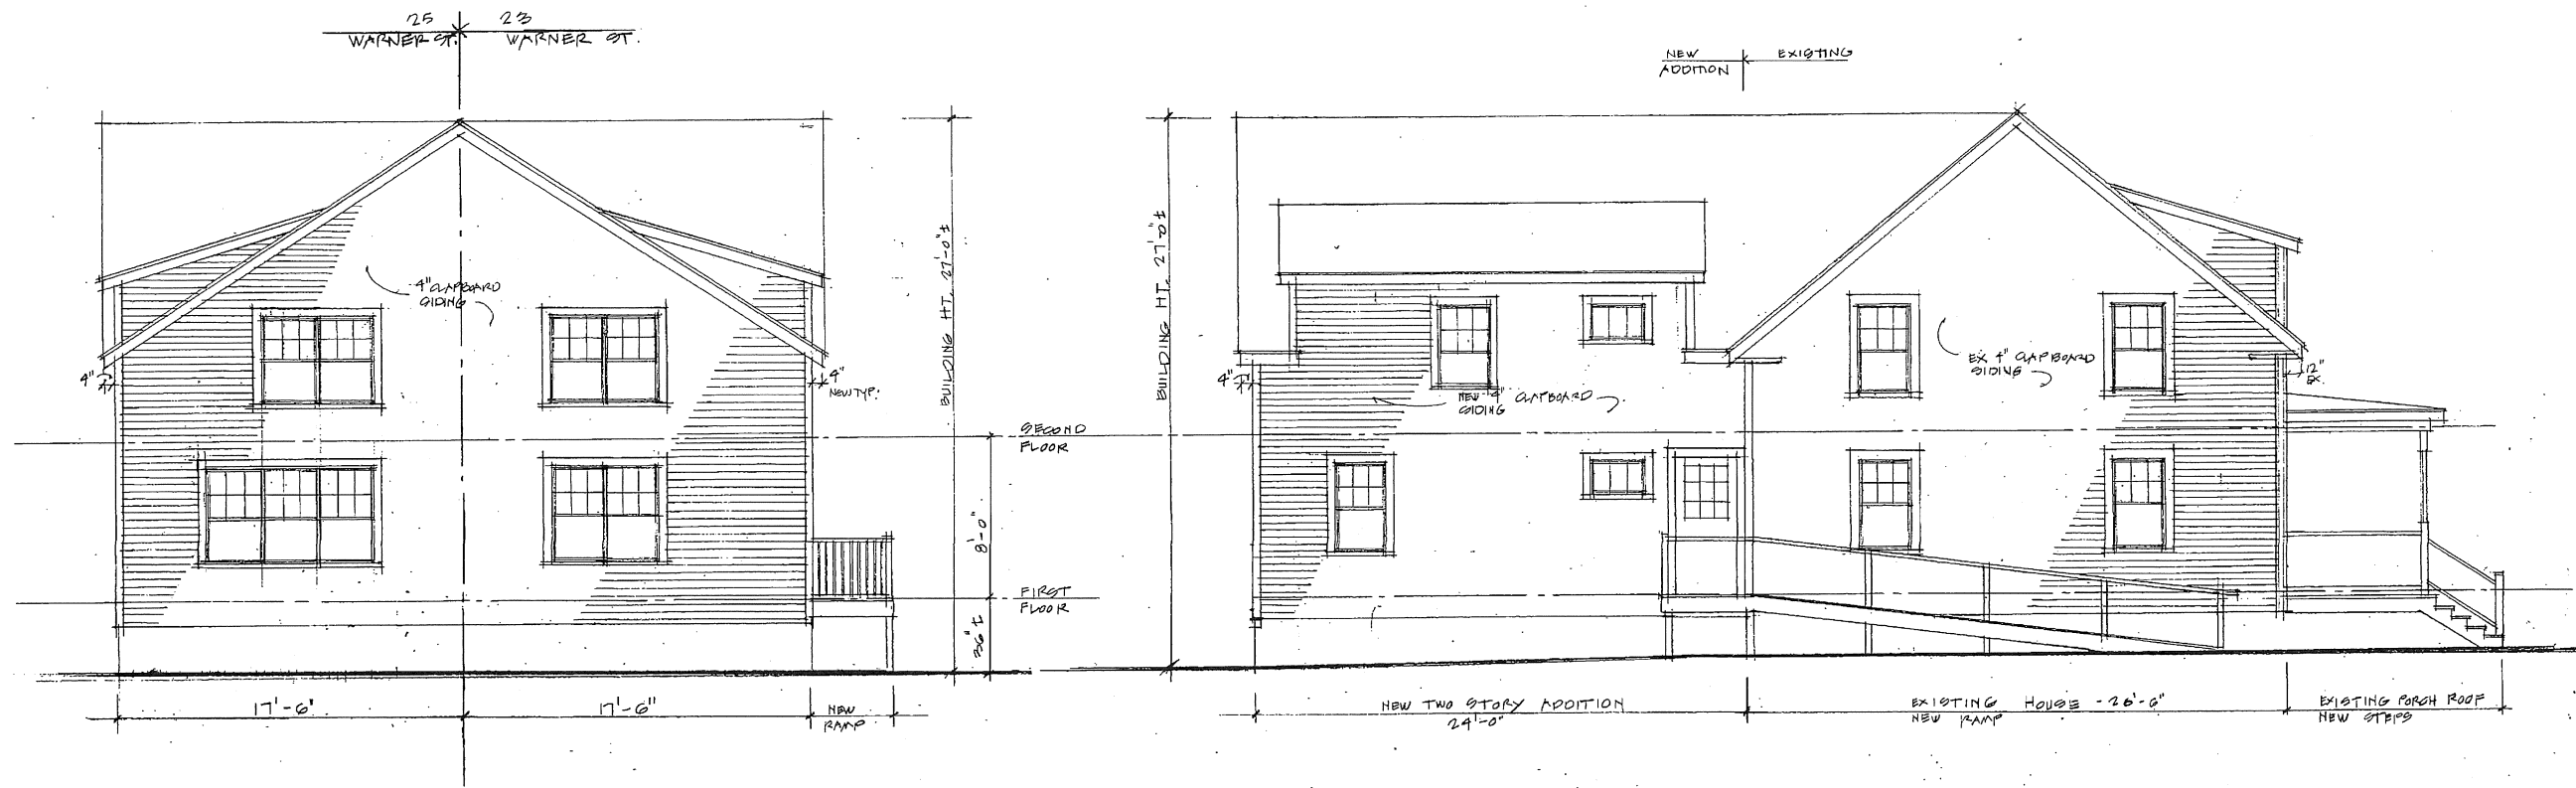 25 23
WARNER ST. WARNER ST.
NEW EXISTING
ADDITION
4" CLAPBOARD
SIDING
BUILDING HT. 27'-0"±
BUILDING HT. 27'-0"±
4"
4"
NEW TYP.
4"
NEW 4" CLAPBOARD
SIDING
EX 4" CLAPBOARD
SIDING
12"
EX.
SECOND
FLOOR
8'-0"
FIRST
FLOOR
36"±
17'-6" 17'-6" NEW
RAMP
NEW TWO STORY ADDITION
24'-0"
EXISTING HOUSE - 26'-6"
NEW RAMP
EXISTING PORCH ROOF
NEW STEPS